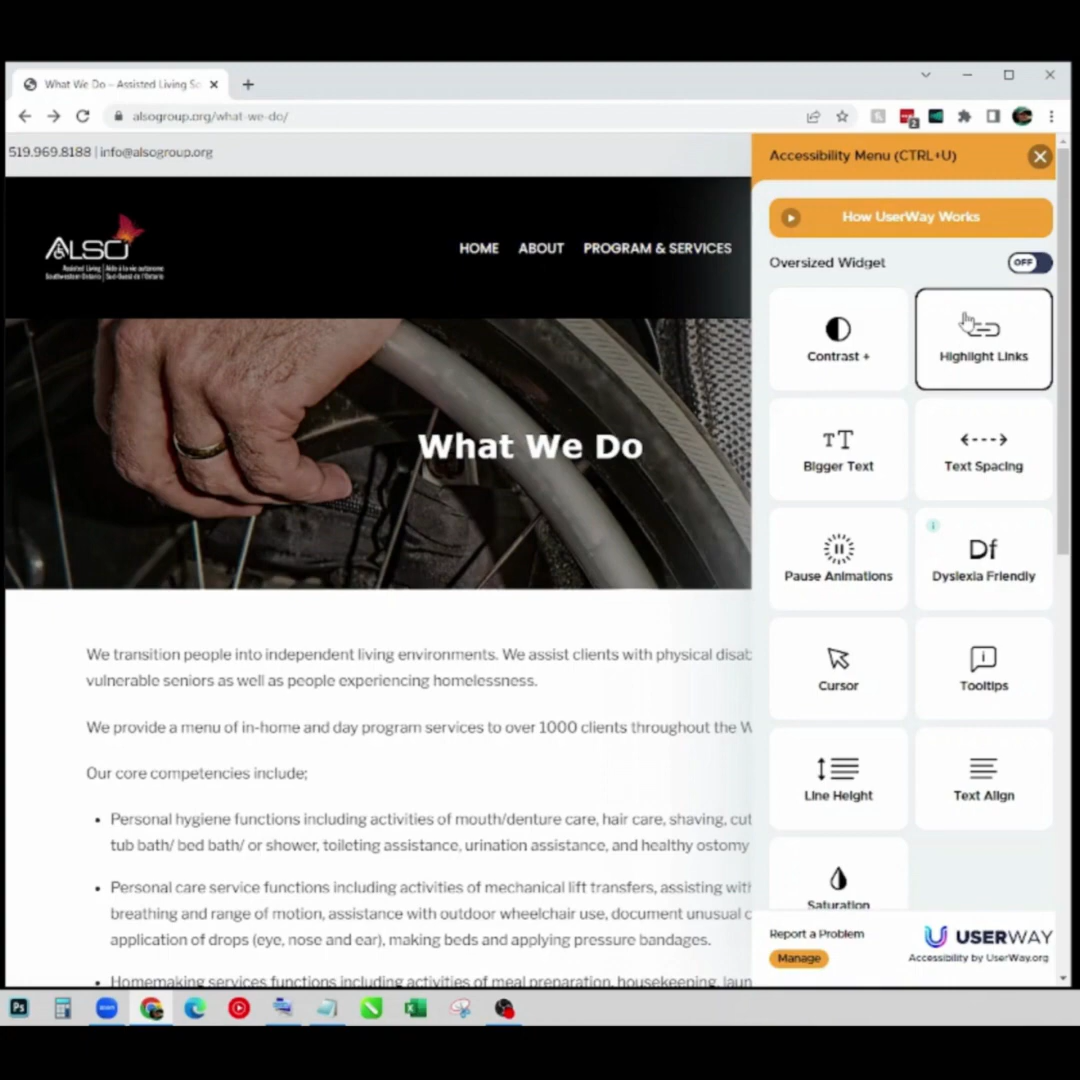 What We Do – Assisted Living So
alsogroup.org/what-we-do/
2
519.969.8188 | info@alsogroup.org
ALSO
Assisted Living | Aide à la vie autonome
Southwestern Ontario | Sud-Ouest de l'Ontario
HOME ABOUT PROGRAM & SERVICES
What We Do
We transition people into independent living environments. We assist clients with physical disab
vulnerable seniors as well as people experiencing homelessness.
We provide a menu of in-home and day program services to over 1000 clients throughout the W
Our core competencies include;
• Personal hygiene functions including activities of mouth/denture care, hair care, shaving, cut
tub bath/ bed bath/ or shower, toileting assistance, urination assistance, and healthy ostomy
• Personal care service functions including activities of mechanical lift transfers, assisting with
breathing and range of motion, assistance with outdoor wheelchair use, document unusual c
application of drops (eye, nose and ear), making beds and applying pressure bandages.
• Homemaking services functions including activities of meal preparation, housekeeping, laun
Accessibility Menu (CTRL+U)
How UserWay Works
Oversized Widget OFF
Contrast +
Highlight Links
TT
Bigger Text
Text Spacing
Pause Animations
i
Df
Dyslexia Friendly
Cursor
i
Tooltips
Line Height
Text Align
Saturation
Report a Problem
Manage
USERWAY
Accessibility by UserWay.org
Ps
zoom